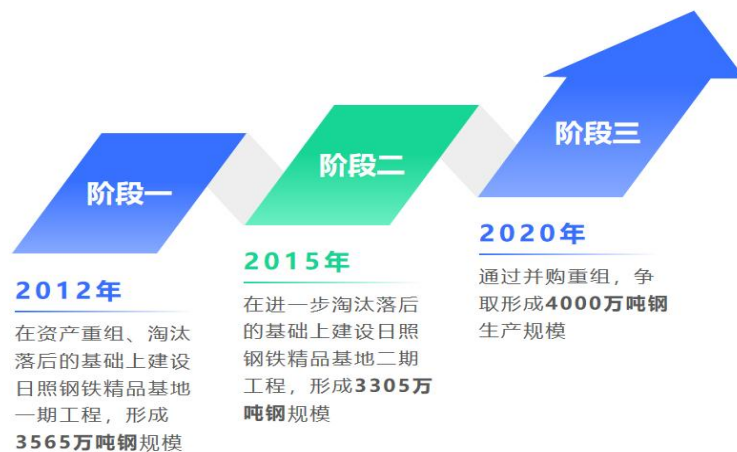 阶段一
2012年
在资产重组、淘汰
落后的基础上建设
日照钢铁精品基地
一期工程，形成
3565万吨钢规模
阶段二
2015年
在进一步淘汰落后
的基础上建设日照
钢铁精品基地二期
工程，形成3305万
吨钢规模
阶段三
2020年
通过并购重组，争
取形成4000万吨钢
生产规模